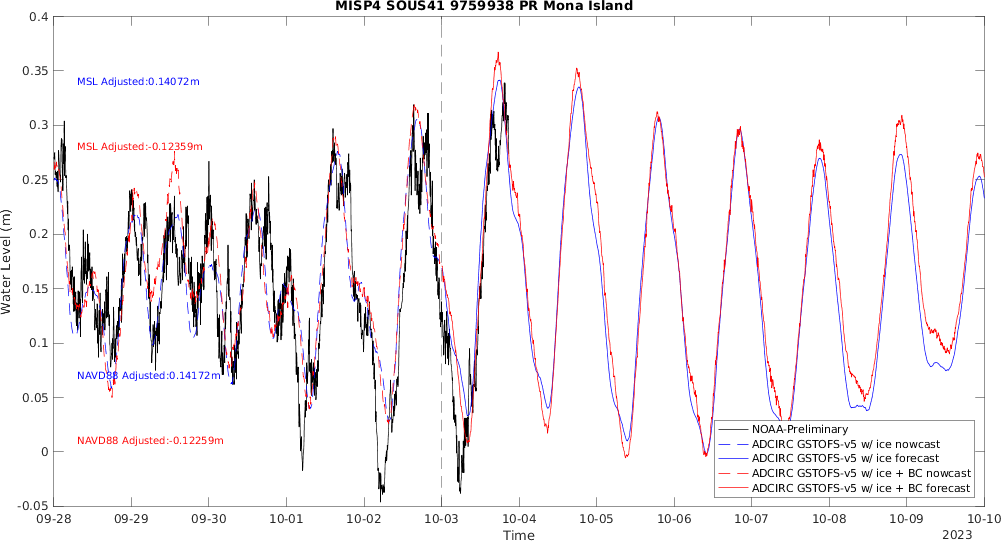 MISP4 SOUS41 9759938 PR Mona Island
0.4
0.35
0.3
0.25
0.2
0.15
0.1
0.05
0
-0.05
Water Level (m)
MSL Adjusted:0.14072m
MSL Adjusted:-0.12359m
NAVD88 Adjusted:0.14172m
NAVD88 Adjusted:-0.12259m
NOAA-Preliminary
ADCIRC GSTOFS-v5 w/ ice nowcast
ADCIRC GSTOFS-v5 w/ ice forecast
ADCIRC GSTOFS-v5 w/ ice + BC nowcast
ADCIRC GSTOFS-v5 w/ ice + BC forecast
09-28 09-29 09-30 10-01 10-02 10-03 10-04 10-05 10-06 10-07 10-08 10-09 10-10
Time
2023